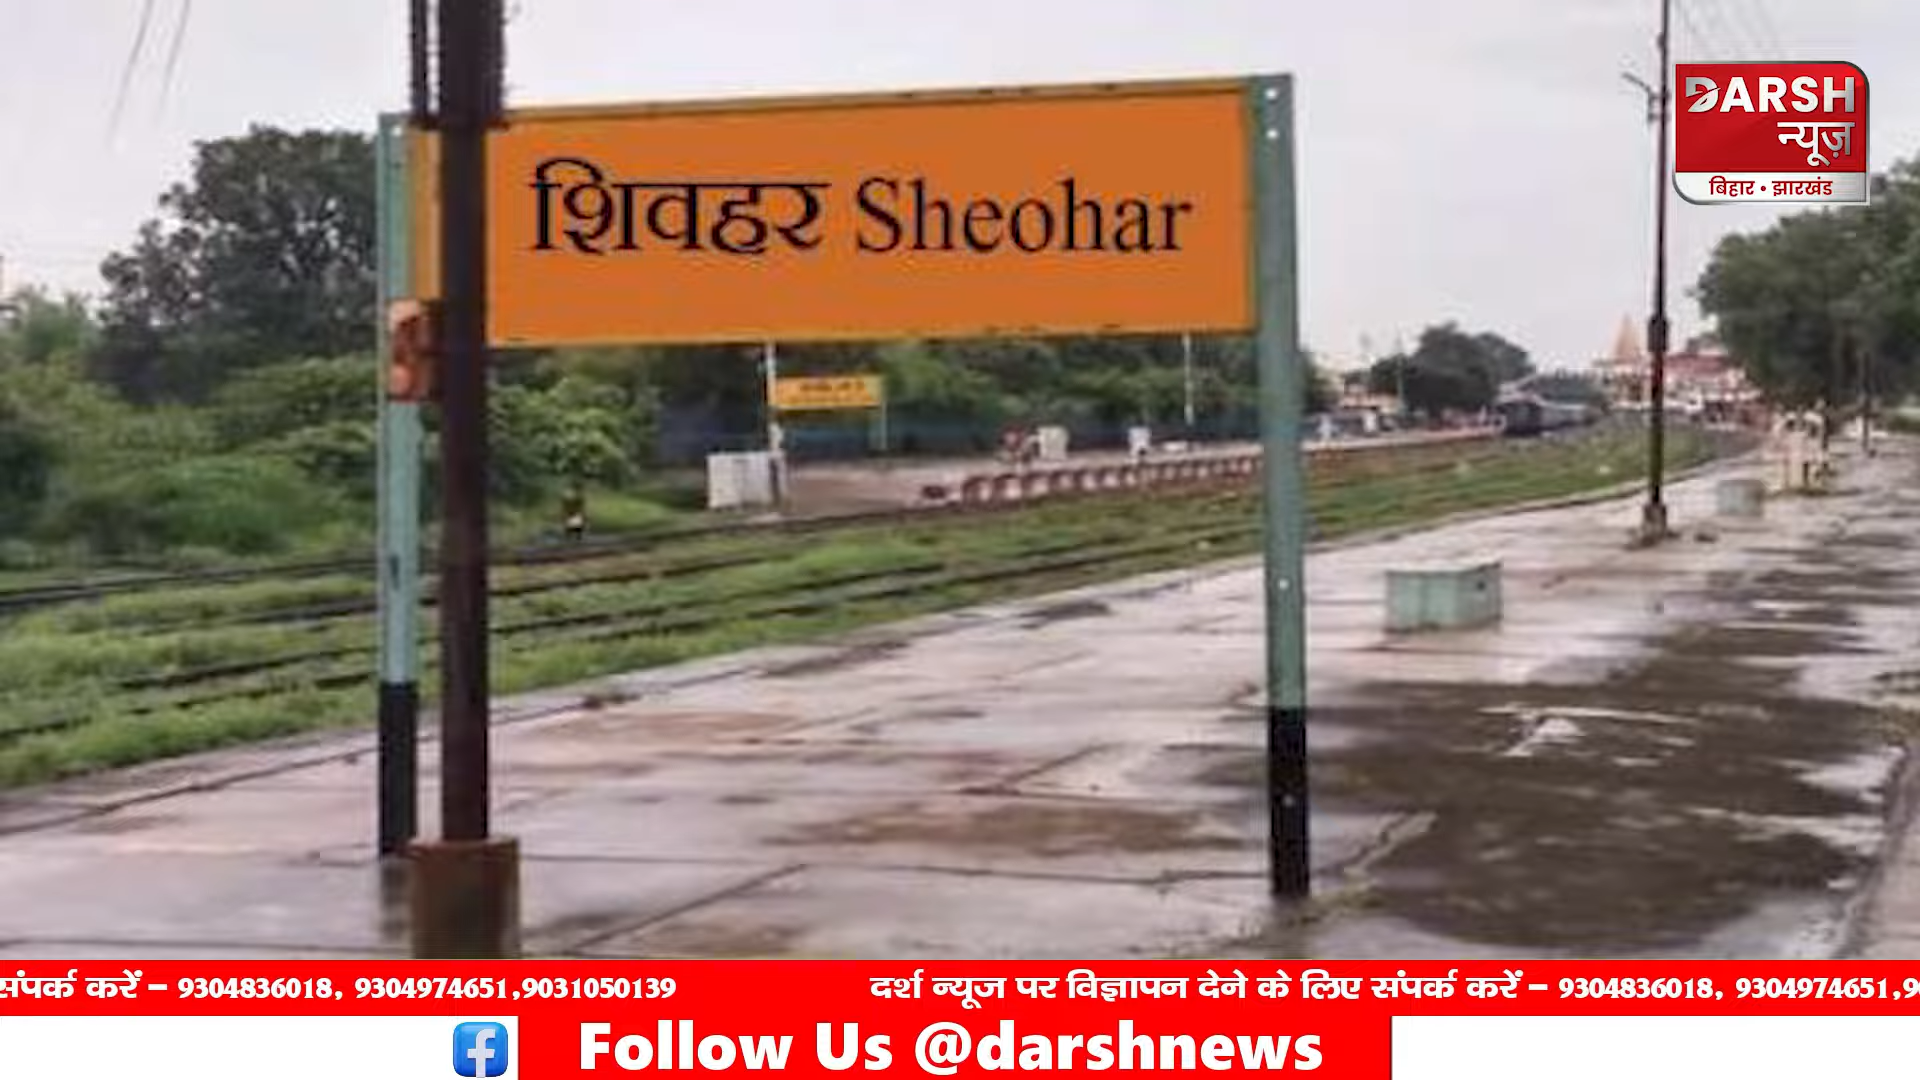 शिवहर Sheohar
DARSH
न्यूज़
बिहार • झारखंड
संपर्क करें – 9304836018, 9304974651,9031050139 दर्श न्यूज पर विज्ञापन देने के लिए संपर्क करें – 9304836018, 9304974651,9
Follow Us @darshnews